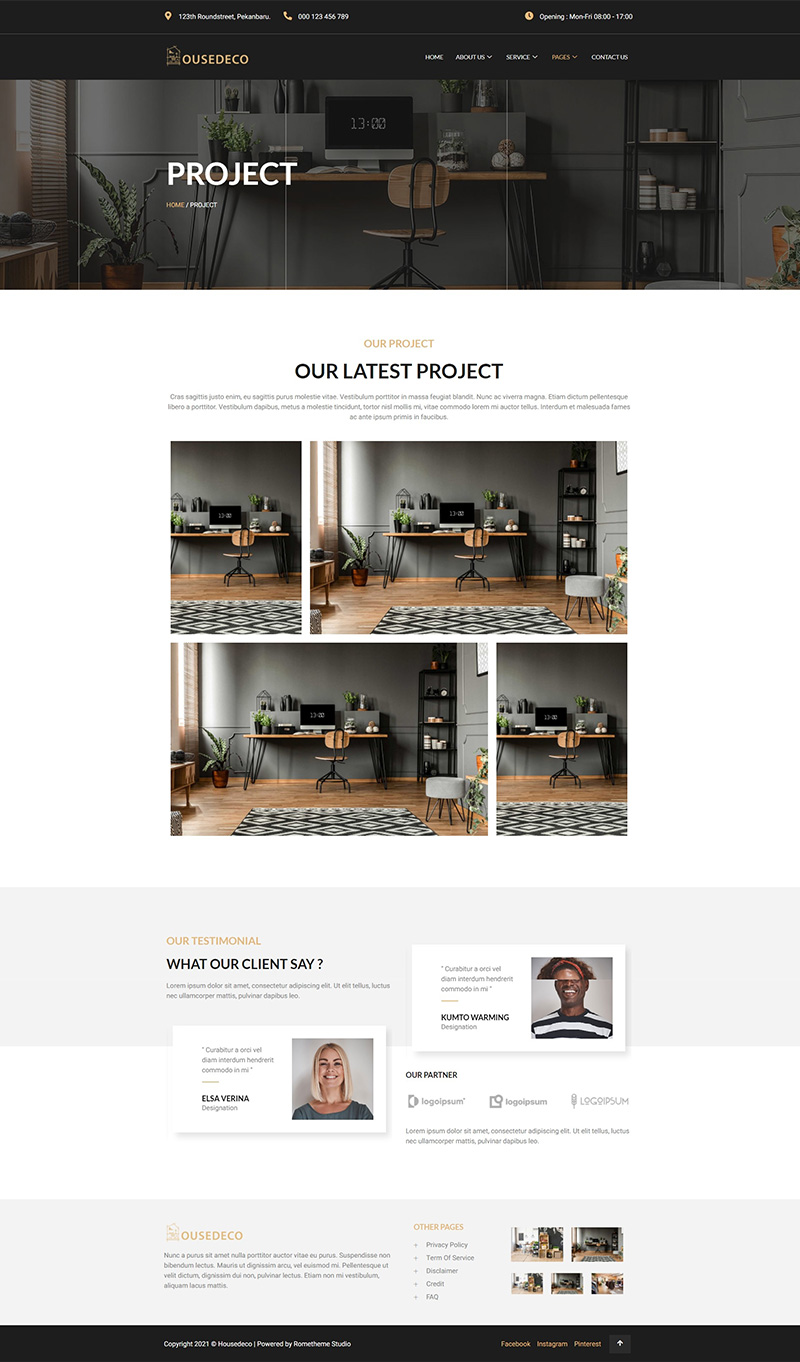 123th Roundstreet, Pekanbaru.
000 123 456 789
Opening : Mon-Fri 08:00 - 17:00
OUSEDECO
HOME
ABOUT US
SERVICE
PAGES
CONTACT US
13:00
PROJECT
HOME / PROJECT
OUR PROJECT
OUR LATEST PROJECT
Cras sagittis justo enim, eu sagittis purus molestie vitae. Vestibulum porttitor in massa feugiat blandit. Nunc ac viverra magna. Etiam dictum pellentesque
libero a porttitor. Vestibulum dapibus, metus a molestie tincidunt, tortor nisl mollis mi, vitae commodo lorem mi auctor tellus. Interdum et malesuada fames
ac ante ipsum primis in faucibus.
13:00
13:00
13:00
13:00
OUR TESTIMONIAL
WHAT OUR CLIENT SAY ?
Lorem ipsum dolor sit amet, consectetur adipiscing elit. Ut elit tellus, luctus
nec ullamcorper mattis, pulvinar dapibus leo.
" Curabitur a orci vel
diam interdum hendrerit
commodo in mi "
ELSA VERINA
Designation
" Curabitur a orci vel
diam interdum hendrerit
commodo in mi "
KUMTO WARMING
Designation
OUR PARTNER
logoipsum
logoipsum
LOGOIPSUM
Lorem ipsum dolor sit amet, consectetur adipiscing elit. Ut elit tellus, luctus
nec ullamcorper mattis, pulvinar dapibus leo.
OUSEDECO
Nunc a purus sit amet nulla porttitor auctor vitae eu purus. Suspendisse non
bibendum lectus. Mauris ut dignissim arcu, vel euismod mi. Pellentesque ut
velit dictum, dignissim dui non, pulvinar lectus. Etiam non mi vestibulum,
aliquam lacus mattis.
OTHER PAGES
Privacy Policy
Term Of Service
Disclaimer
Credit
FAQ
Copyright 2021 © Housedeco | Powered by Rometheme Studio
Facebook
Instagram
Pinterest